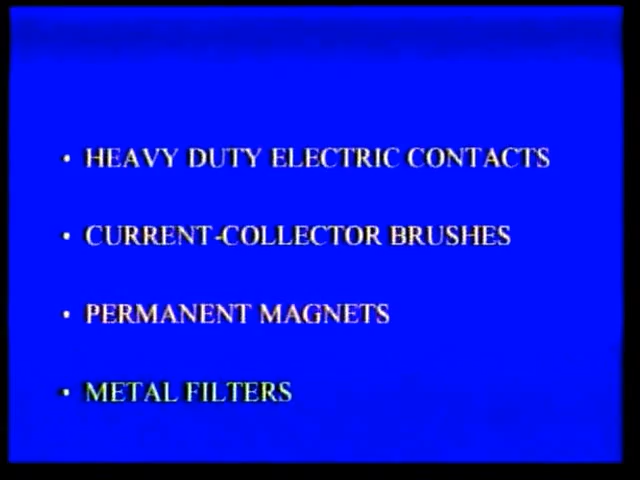 • HEAVY DUTY ELECTRIC CONTACTS
• CURRENT-COLLECTOR BRUSHES
• PERMANENT MAGNETS
• METAL FILTERS